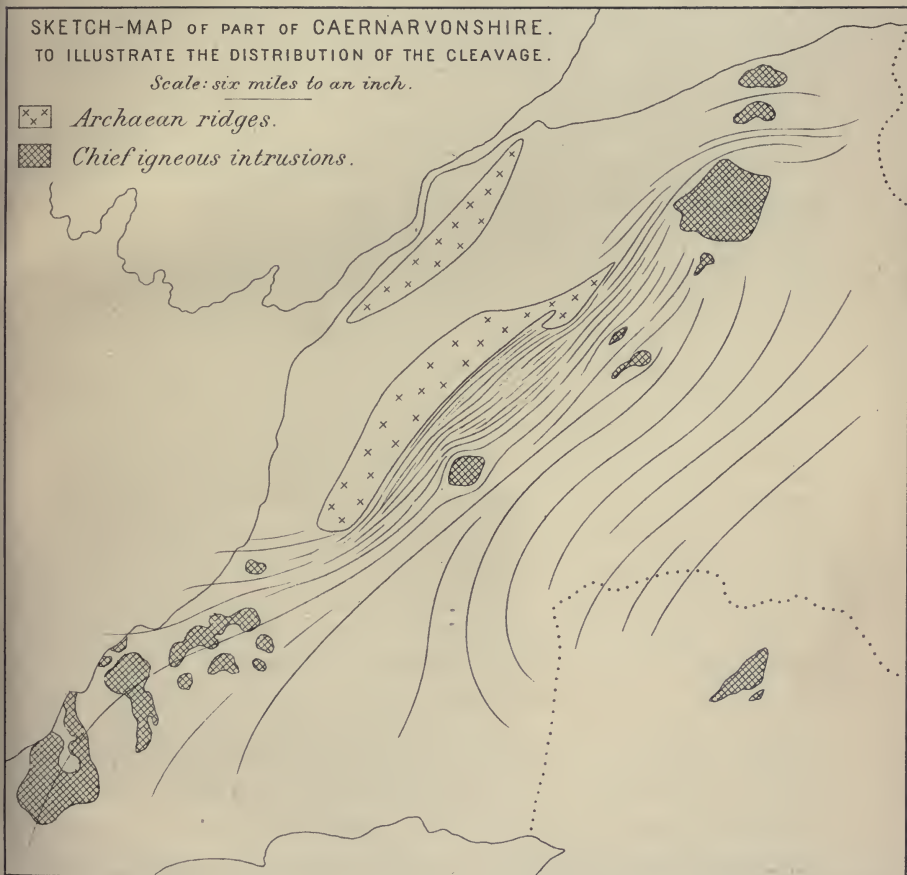 SKETCH-MAP OF PART OF CAERNARVONSHIRE.
TO ILLUSTRATE THE DISTRIBUTION OF THE CLEAVAGE.
Scale: six miles to an inch.
Archaean ridges.
Chief igneous intrusions.